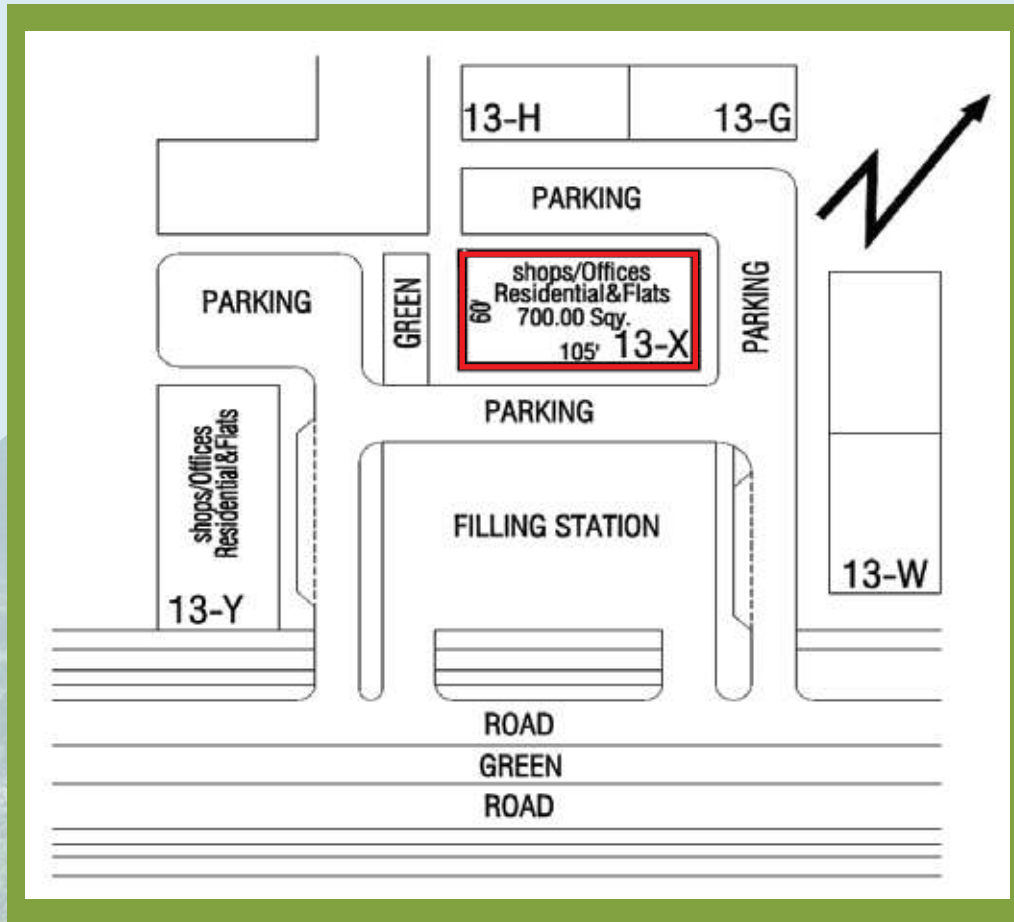 13-H
13-G
PARKING
PARKING
GREEN
shops/Offices
Residential&Flats
700.00 Sqy.
60'
105'
13-X
PARKING
PARKING
shops/Offices
Residential&Flats
13-Y
FILLING STATION
13-W
ROAD
GREEN
ROAD